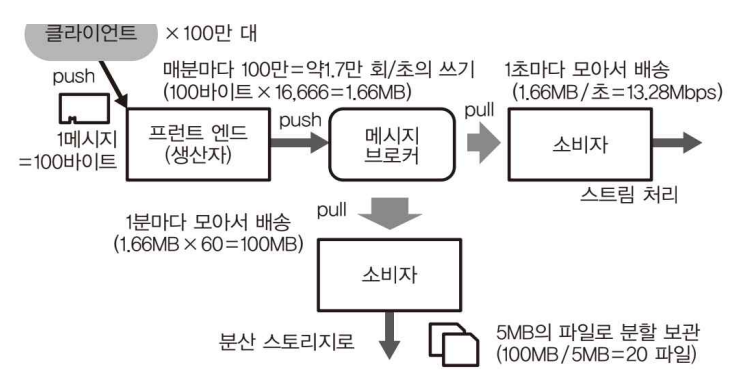 클라이언트 ×100만 대
push
매분마다 100만=약1.7만 회/초의 쓰기
(100바이트×16,666=1.66MB)
1초마다 모아서 배송
(1.66MB/초=13.28Mbps)
1메시지
=100바이트
프런트 엔드
(생산자)
push
메시지
브로커
pull
소비자
스트림 처리
1분마다 모아서 배송
(1.66MB×60=100MB)
pull
소비자
분산 스토리지로
5MB의 파일로 분할 보관
(100MB/5MB=20 파일)